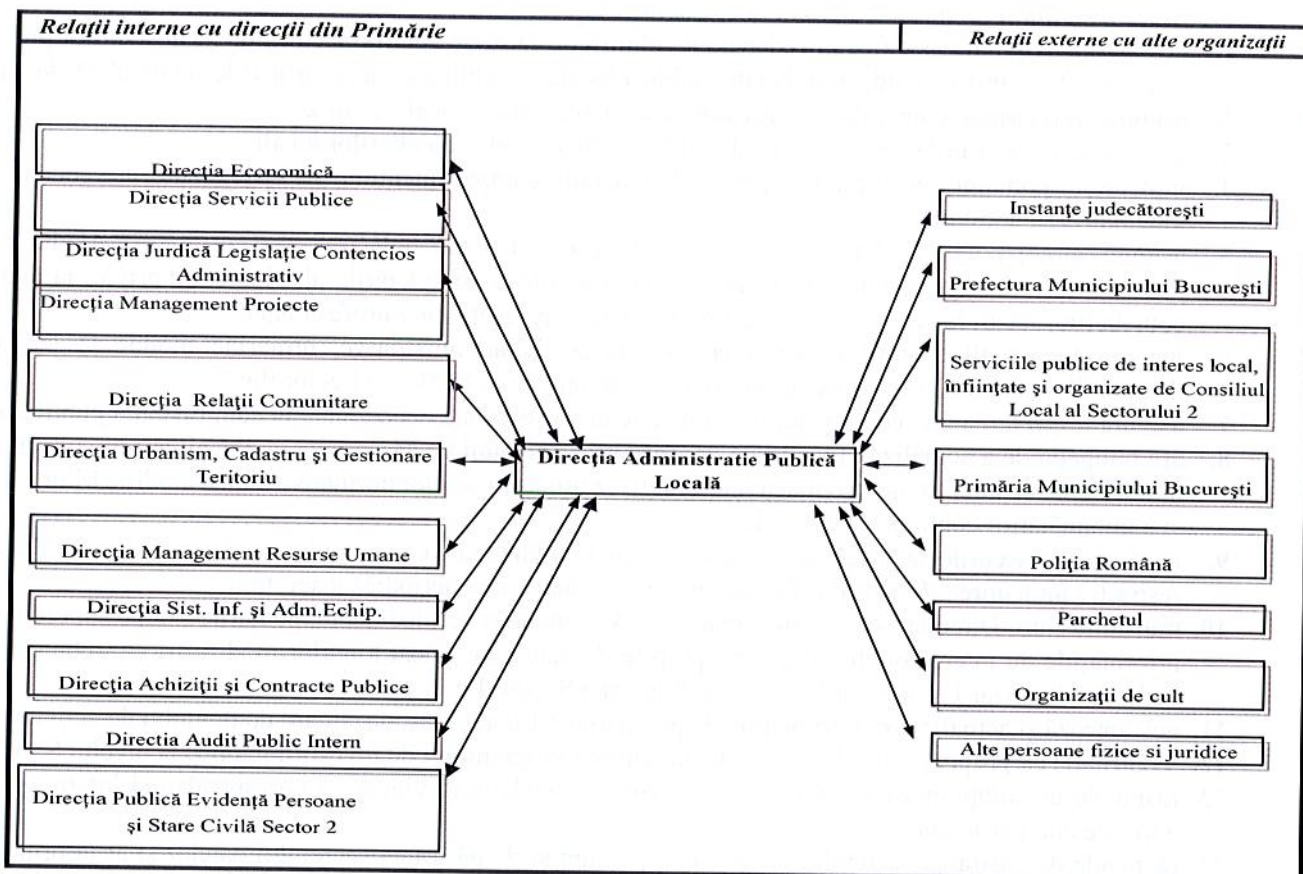 Relaţii interne cu direcţii din Primărie
Relaţii externe cu alte organizaţii
Direcţia Economică
Direcţia Servicii Publice
Direcţia Jurdică Legislaţie Contencios
Administrativ
Direcţia Management Proiecte
Direcţia Relaţii Comunitare
Direcţia Urbanism, Cadastru şi Gestionare
Teritoriu
Direcţia Management Resurse Umane
Direcţia Sist. Inf. şi Adm.Echip.
Direcţia Achiziţii şi Contracte Publice
Directia Audit Public Intern
Direcţia Publică Evidenţă Persoane
şi Stare Civilă Sector 2
Direcţia Administratie Publică
Locală
Instanţe judecătoreşti
Prefectura Municipiului Bucureşti
Serviciile publice de interes local,
înfiinţate şi organizate de Consiliul
Local al Sectorului 2
Primăria Municipiului Bucureşti
Poliţia Română
Parchetul
Organizaţii de cult
Alte persoane fizice si juridice